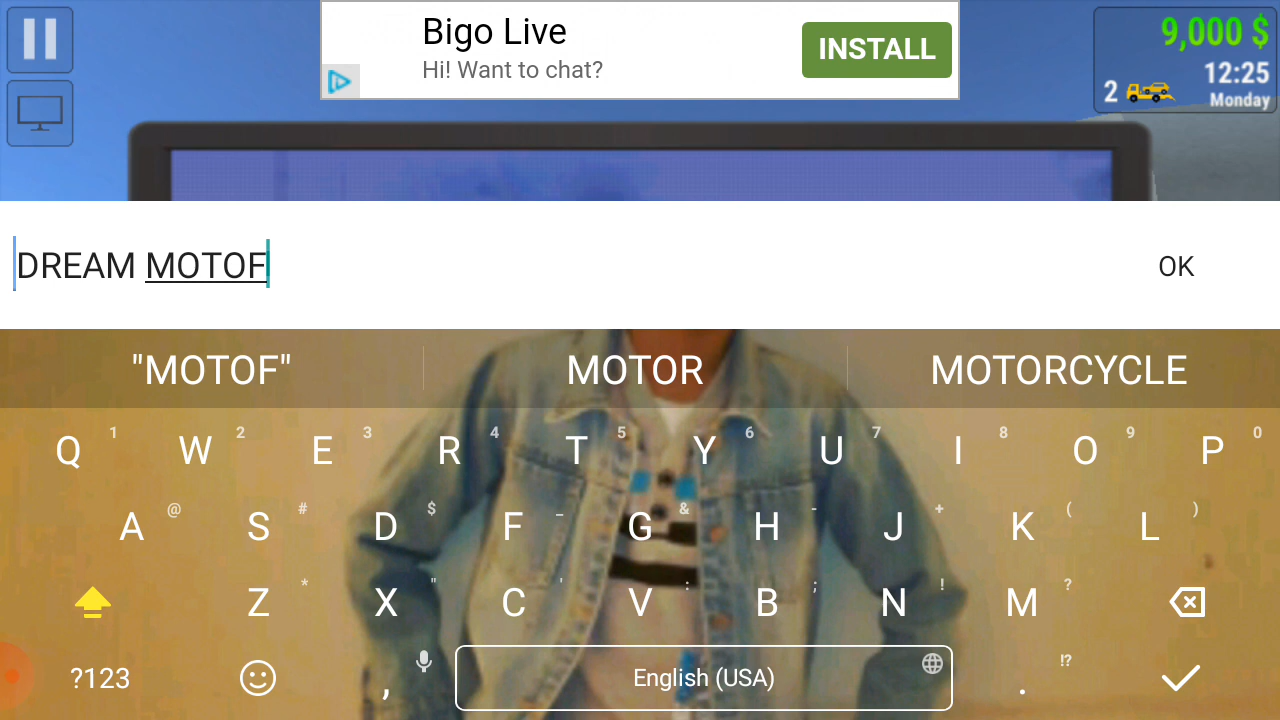 Bigo Live
Hi! Want to chat?
INSTALL
9,000 $
12:25
2
Monday
DREAM MOTOF
OK
"MOTOF" MOTOR MOTORCYCLE
1 2 3 4 5 6 7 8 9 0
Q W E R T Y U I O P
@ # $ _ & - + ( )
A S D F G H J K L
* " ' : ; ! ?
Z X C V B N M
!?
?123 , English (USA) .